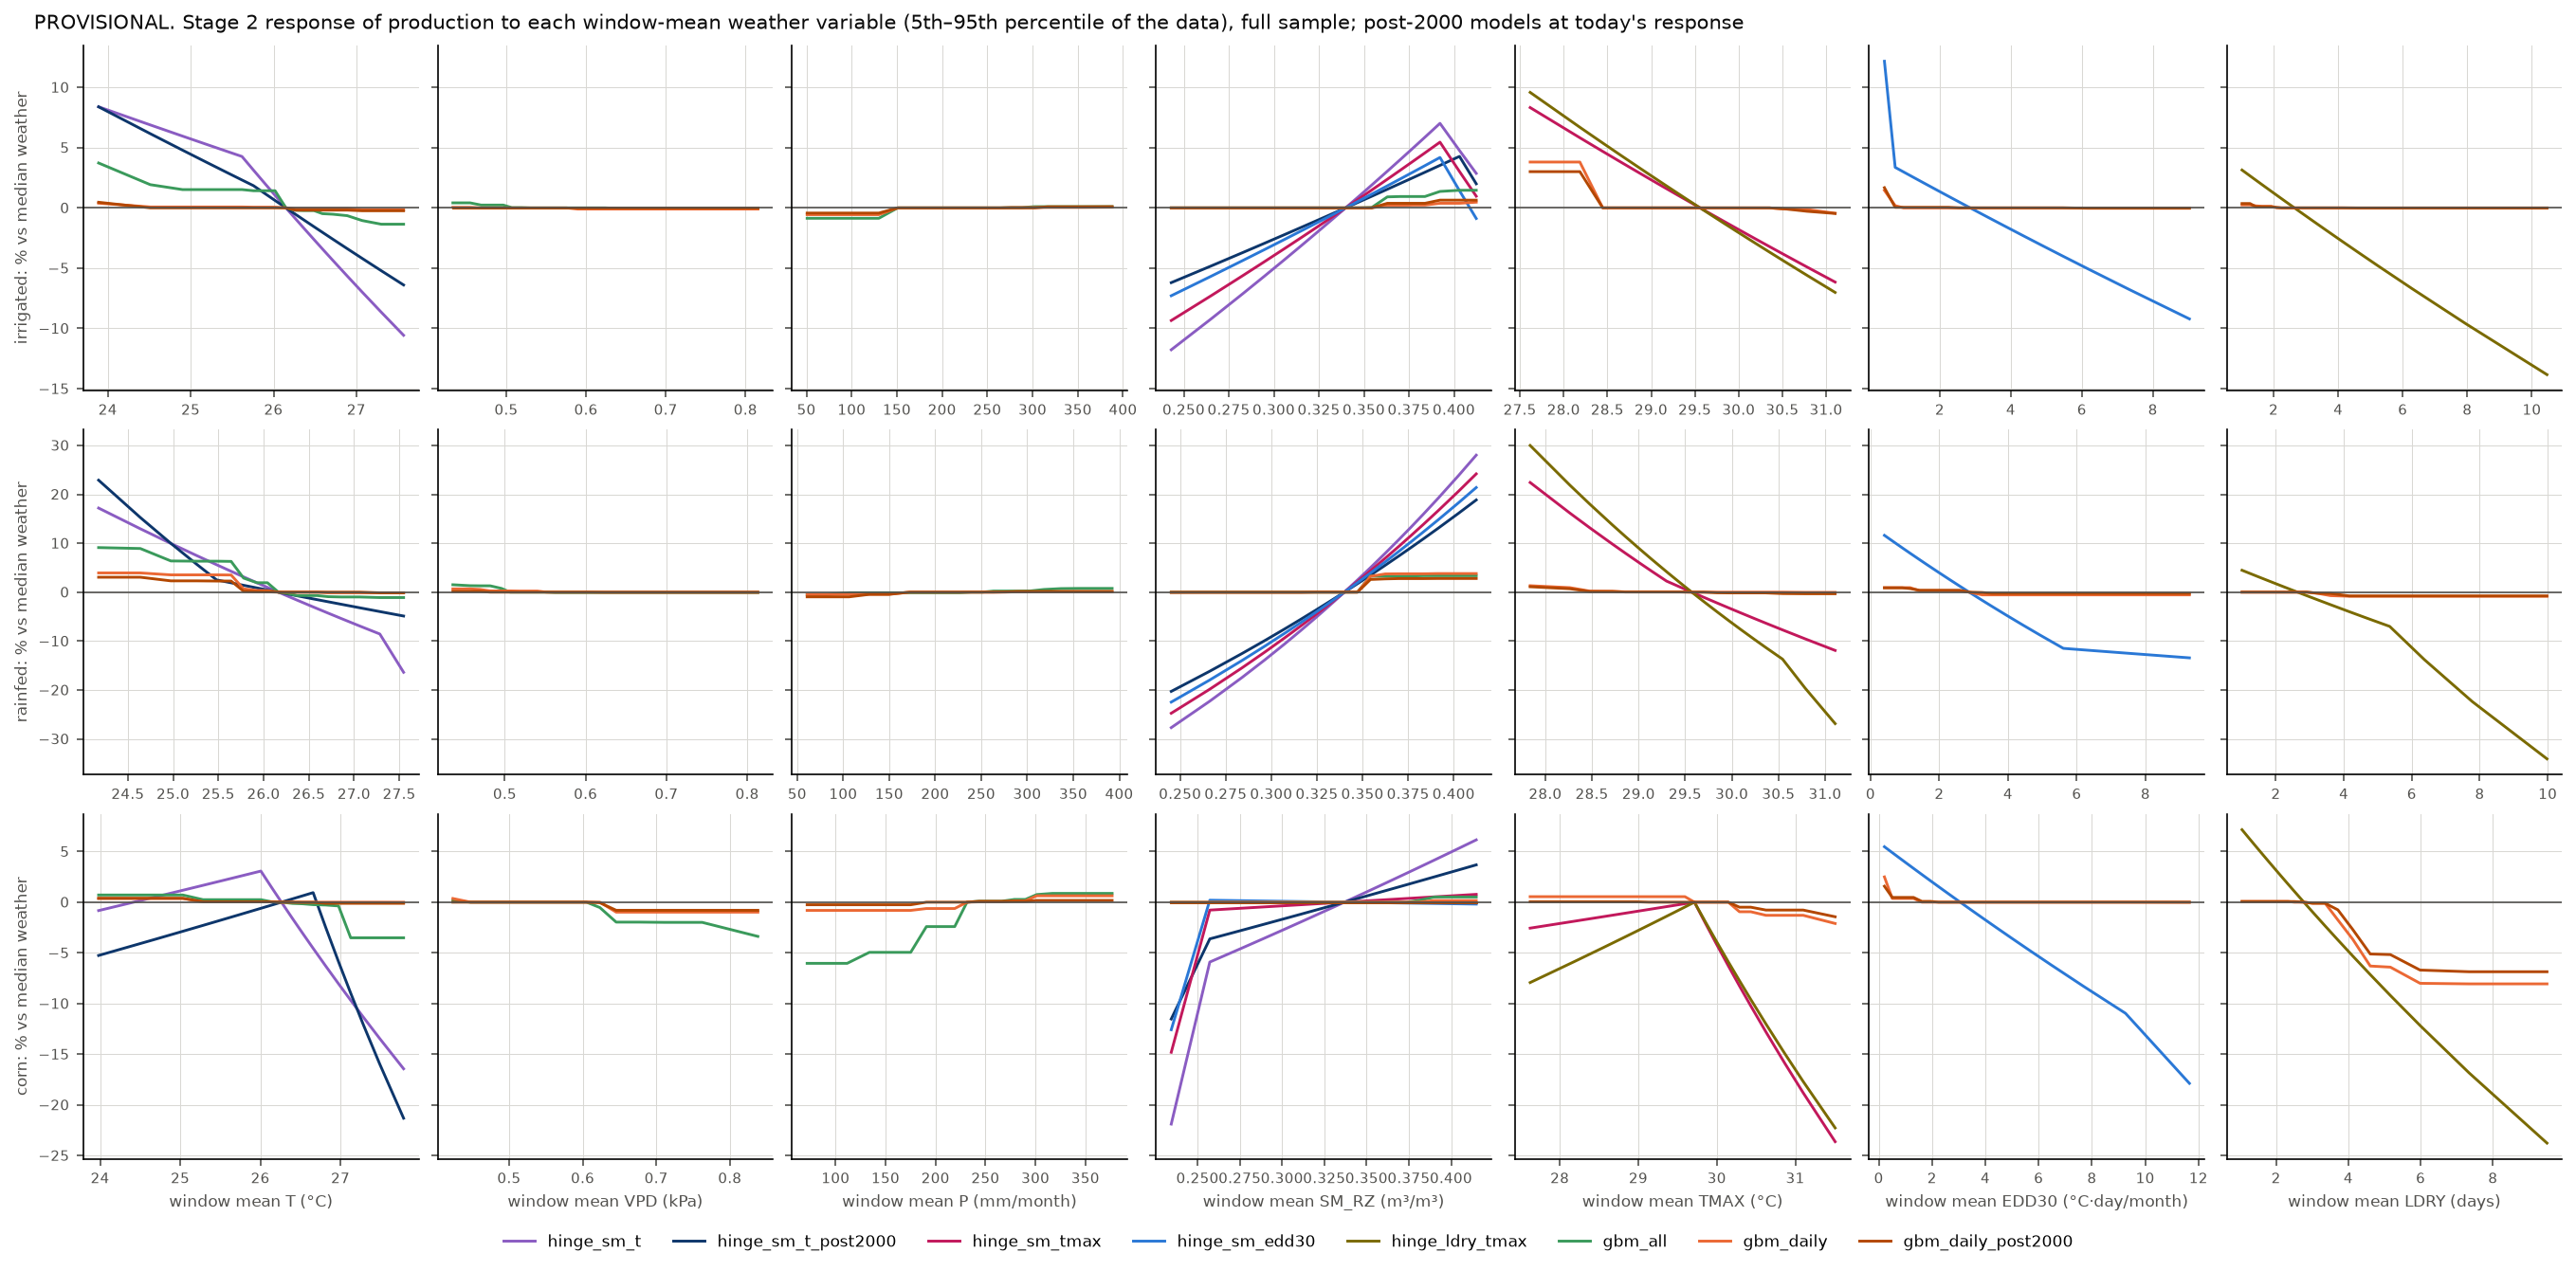 PROVISIONAL. Stage 2 response of production to each window-mean weather variable (5th–95th percentile of the data), full sample; post-2000 models at today's response
irrigated: % vs median weather
10
5
0
−5
−10
−15
24 25 26 27
0.5 0.6 0.7 0.8
50 100 150 200 250 300 350 400
0.250 0.275 0.300 0.325 0.350 0.375 0.400
27.5 28.0 28.5 29.0 29.5 30.0 30.5 31.0
2 4 6 8
2 4 6 8 10
rainfed: % vs median weather
30
20
10
0
−10
−20
−30
24.5 25.0 25.5 26.0 26.5 27.0 27.5
0.5 0.6 0.7 0.8
50 100 150 200 250 300 350 400
0.250 0.275 0.300 0.325 0.350 0.375 0.400
28.0 28.5 29.0 29.5 30.0 30.5 31.0
0 2 4 6 8
2 4 6 8 10
corn: % vs median weather
5
0
−5
−10
−15
−20
−25
24 25 26 27
0.5 0.6 0.7 0.8
100 150 200 250 300 350
0.250 0.275 0.300 0.325 0.350 0.375 0.400
28 29 30 31
0 2 4 6 8 10 12
2 4 6 8
window mean T (°C)
window mean VPD (kPa)
window mean P (mm/month)
window mean SM_RZ (m³/m³)
window mean TMAX (°C)
window mean EDD30 (°C·day/month)
window mean LDRY (days)
hinge_sm_t hinge_sm_t_post2000 hinge_sm_tmax hinge_sm_edd30 hinge_ldry_tmax gbm_all gbm_daily gbm_daily_post2000